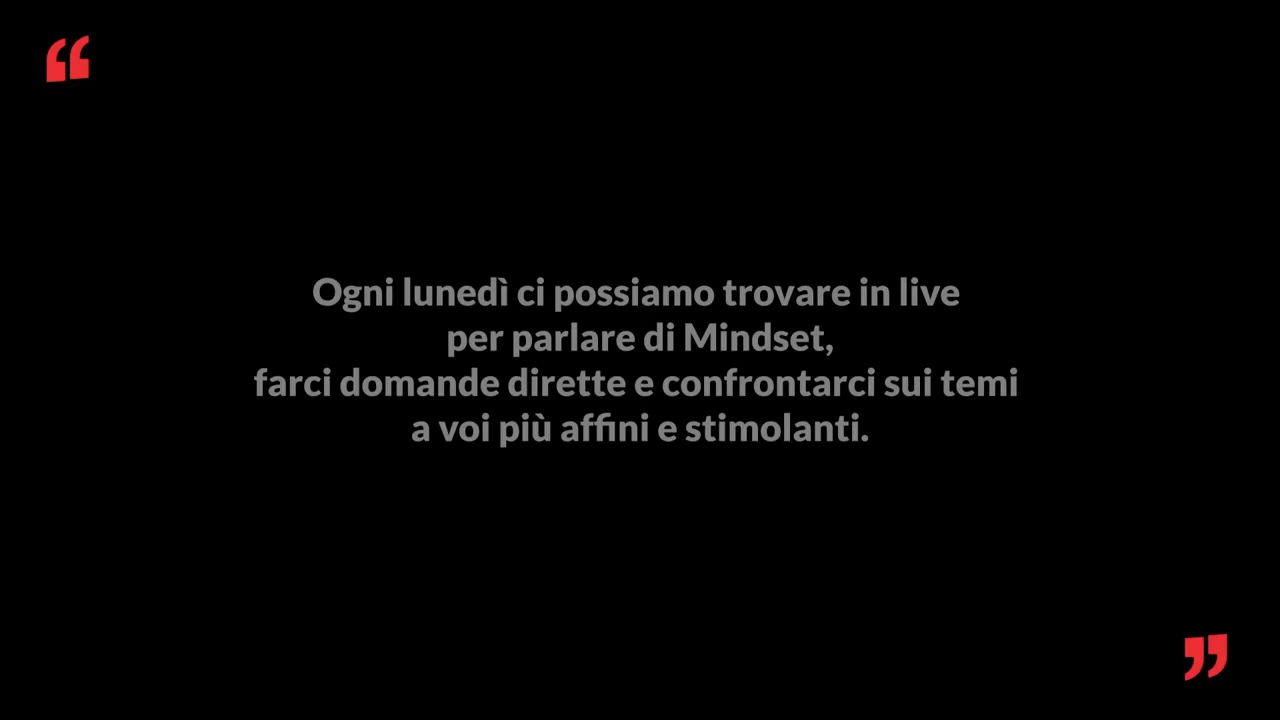 “
Ogni lunedì ci possiamo trovare in live
per parlare di Mindset,
farci domande dirette e confrontarci sui temi
a voi più affini e stimolanti.
”